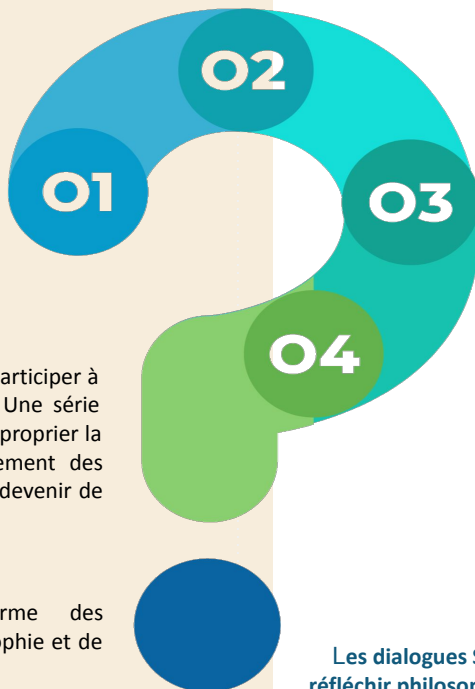 02
01
03
04
articiper à
Une série
proprier la
ement des
devenir de
rme des
ophie et de
Les dialogues
réfléchir philoso